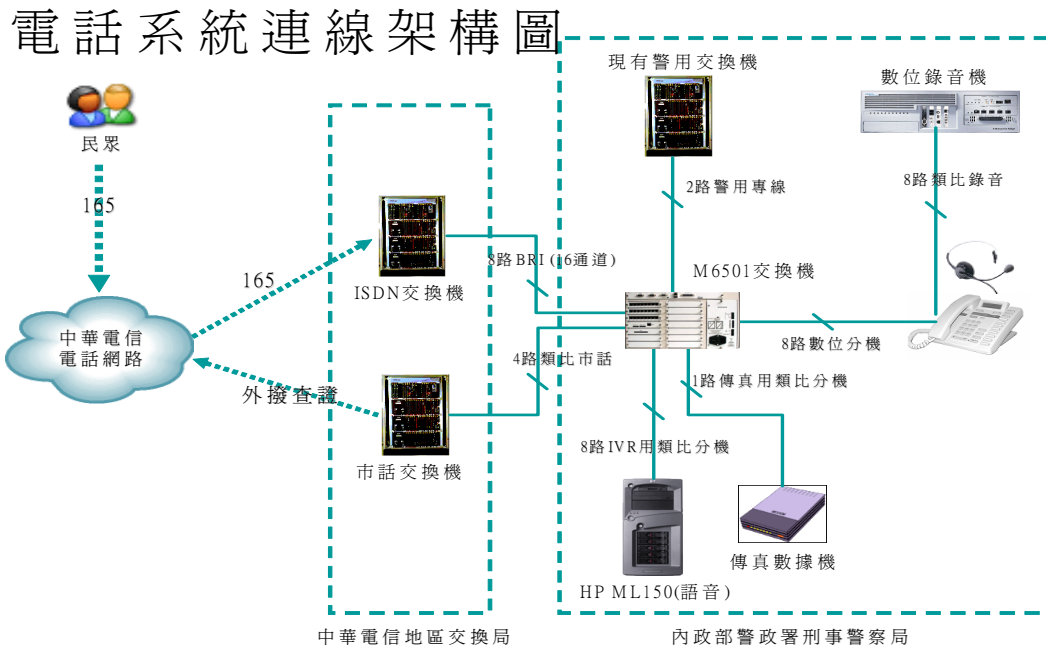 電話系統連線架構圖
現有警用交換機
數位錄音機
民眾
2路警用專線
8路類比錄音
165
165
8路BRI(16通道)
M6501交換機
ISDN交換機
中華電信
電話網路
4路類比市話
8路數位分機
1路傳真用類比分機
外撥查證
8路IVR用類比分機
市話交換機
傳真數據機
HP ML150(語音)
中華電信地區交換局
內政部警政署刑事警察局